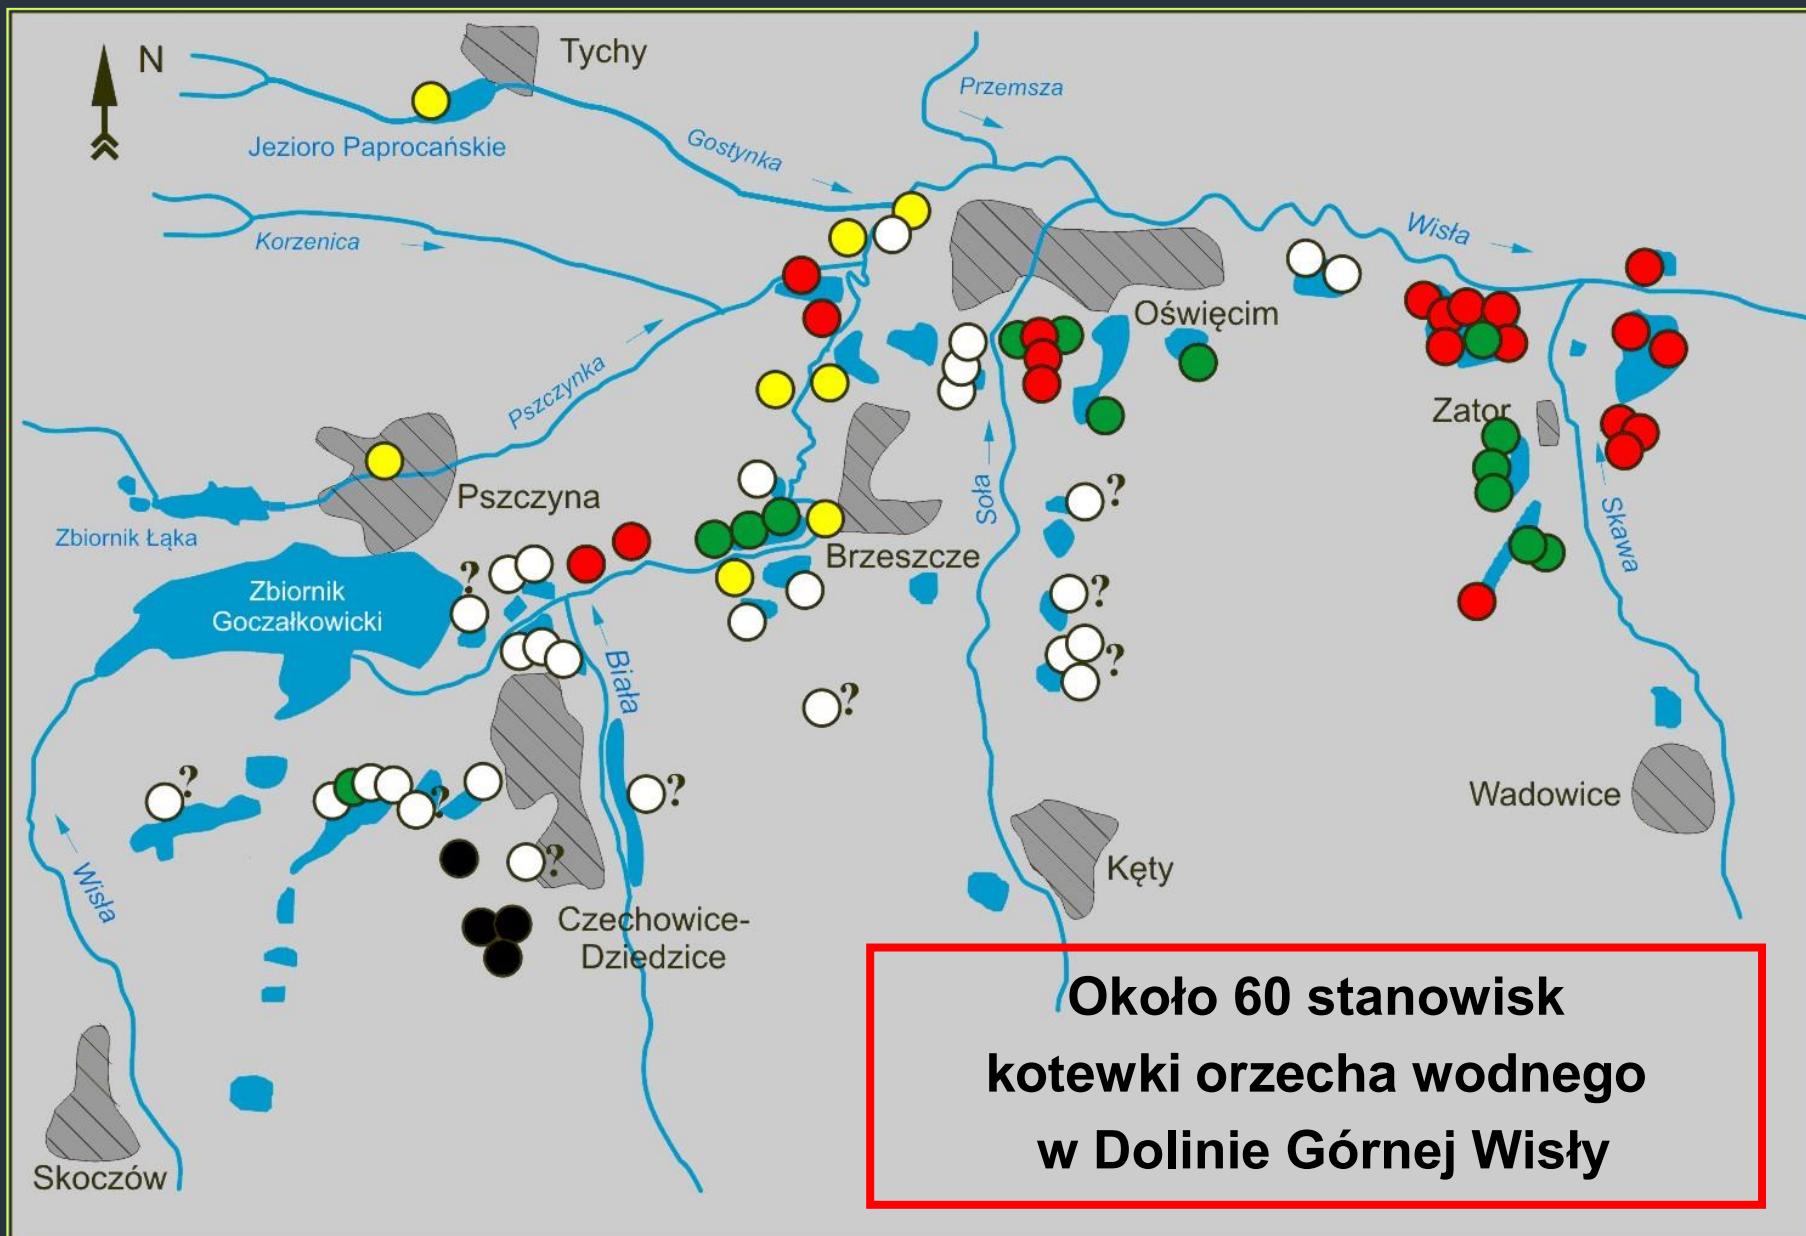 N
Tychy
Przemsza
Jezioro Paprocańskie
Gostynka
Korzenica
Wisła
Oświęcim
Pszczynka
Zator
Pszczyna
Soła
?
Skawa
Zbiornik Łąka
Brzeszcze
?
Zbiornik
Goczałkowicki
?
?
Biała
?
?
?
?
Wadowice
?
?
Kęty
Wisła
Czechowice-
Dziedzice
Skoczów
Około 60 stanowisk
kotewki orzecha wodnego
w Dolinie Górnej Wisły